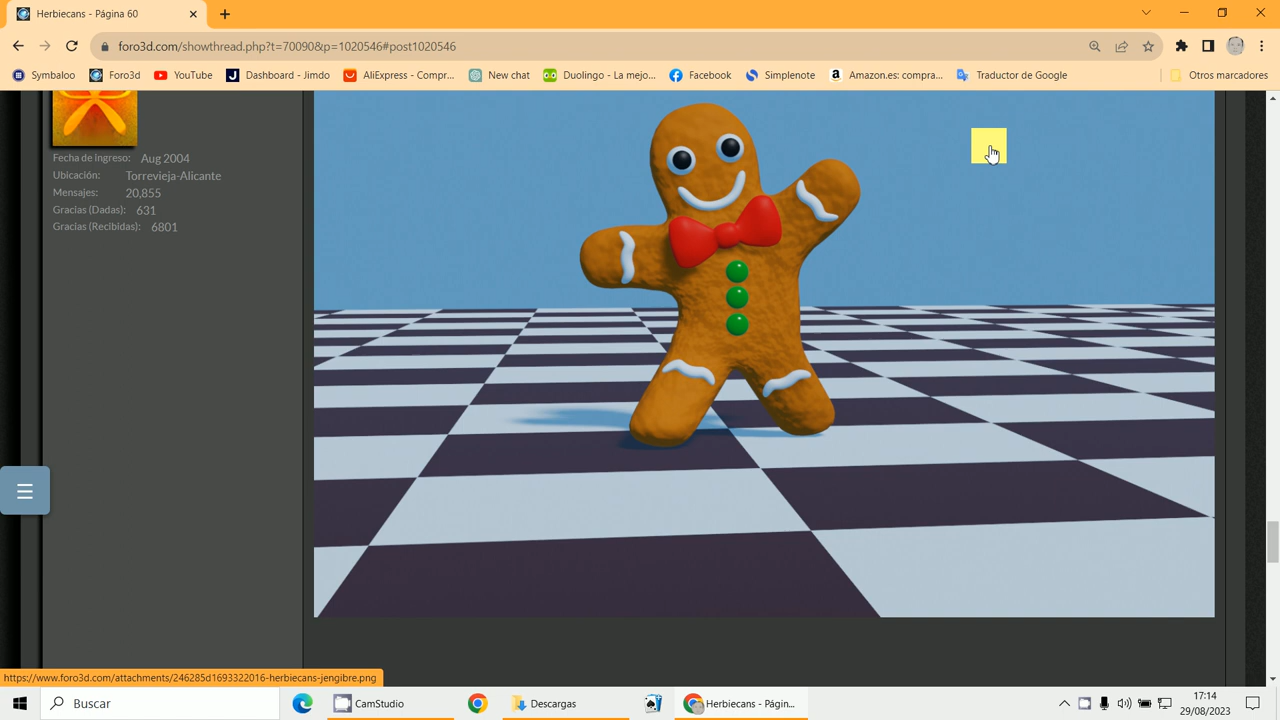 Herbiecans - Página 60
foro3d.com/showthread.php?t=70090&p=1020546#post1020546
Symbaloo Foro3d YouTube Dashboard - Jimdo AliExpress - Compr... New chat Duolingo - La mejo... Facebook Simplenote Amazon.es: compra... Traductor de Google Otros marcadores
Fecha de ingreso: Aug 2004
Ubicación: Torrevieja-Alicante
Mensajes: 20,855
Gracias (Dadas): 631
Gracias (Recibidas): 6801
https://www.foro3d.com/attachments/246285d1693322016-herbiecans-jengibre.png
Buscar CamStudio Descargas Herbiecans - Págin...
17:14
29/08/2023